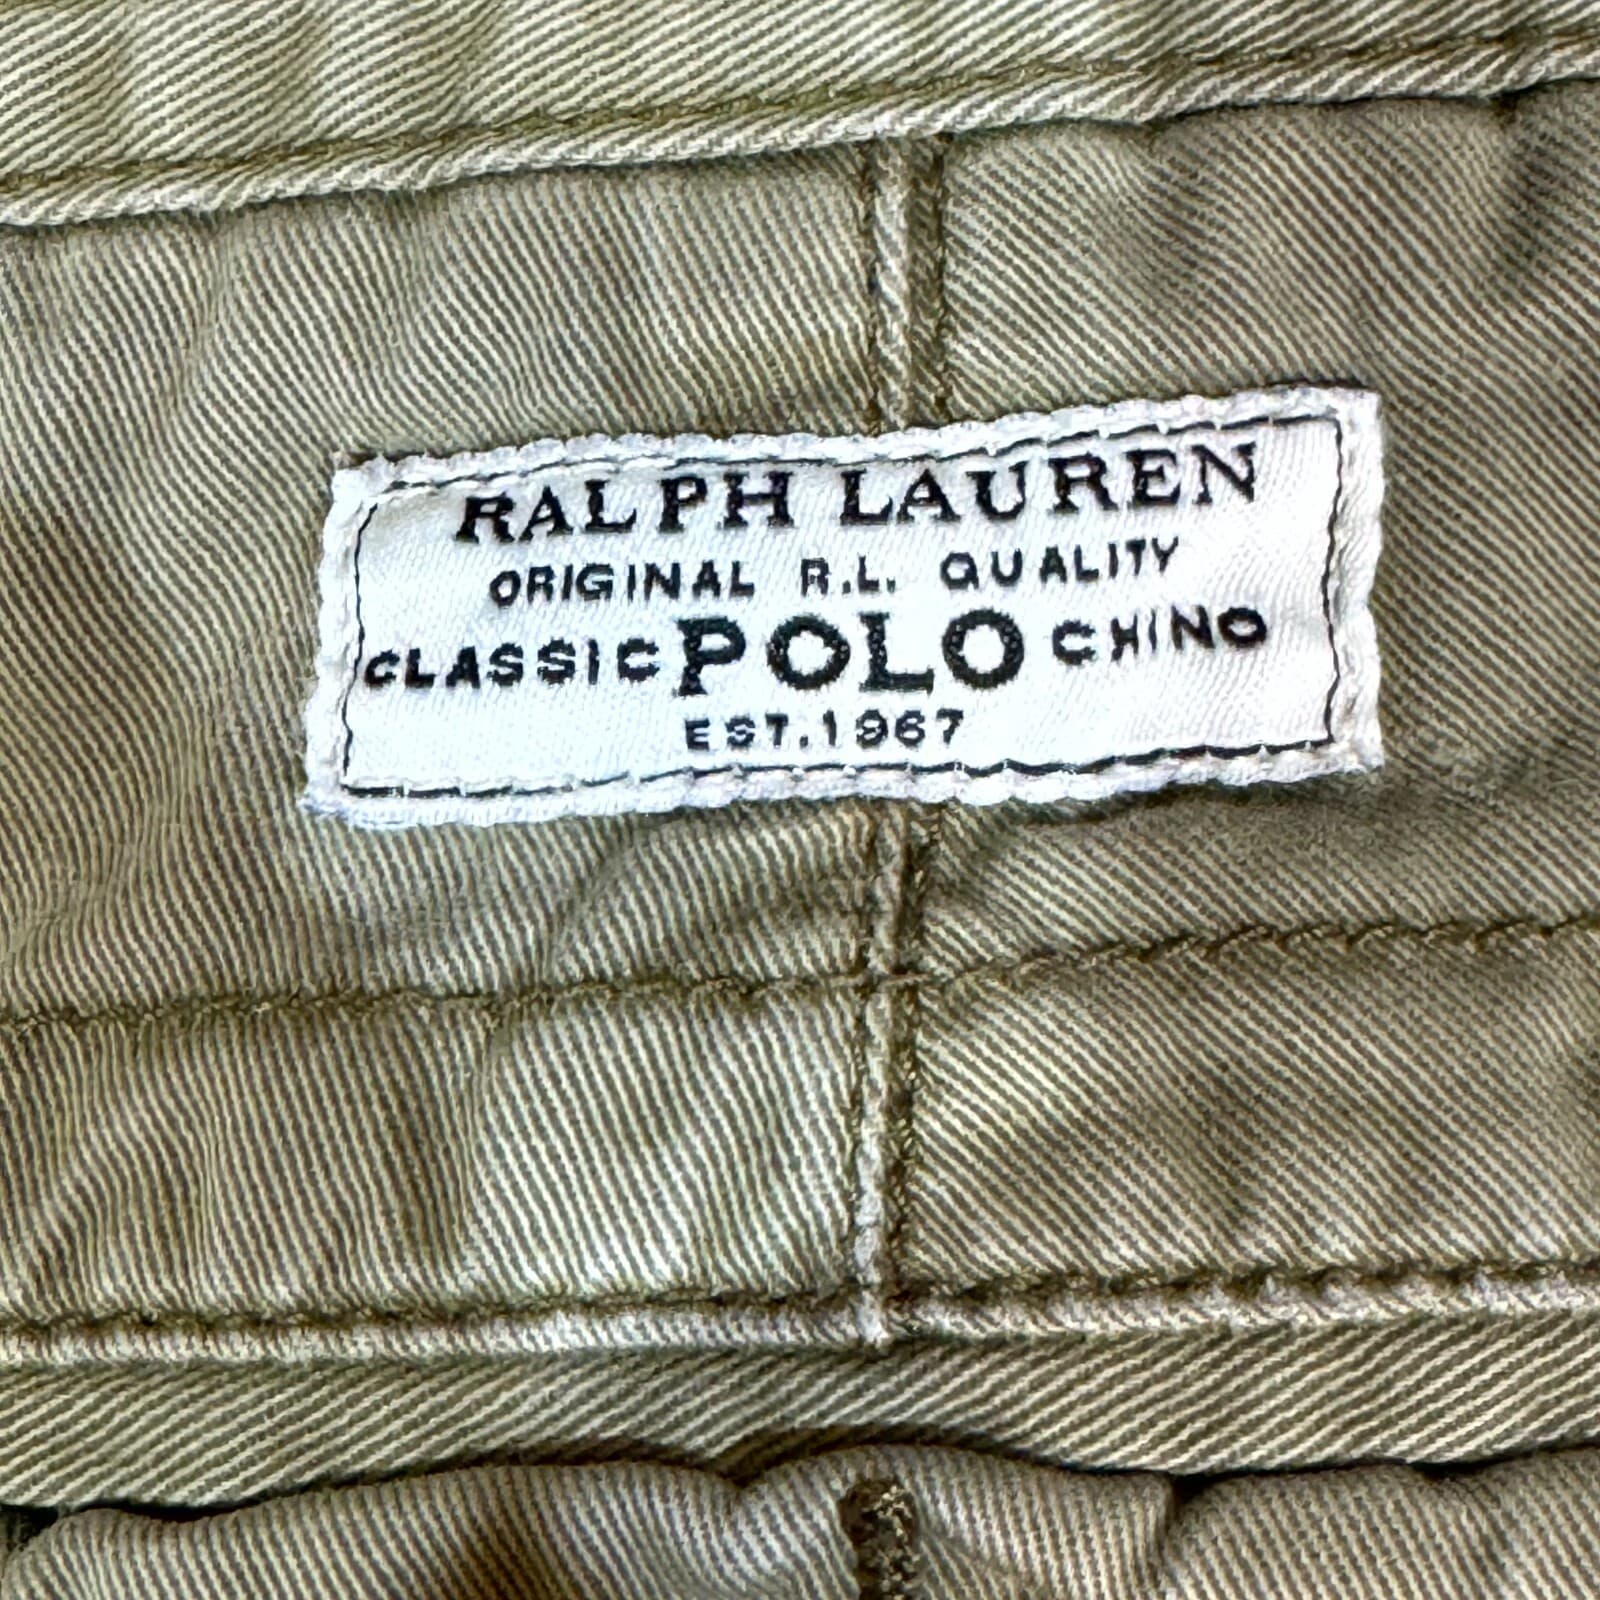 RALPH LAUREN
ORIGINAL R.L. QUALITY
CLASSIC POLO CHINO
EST.1967